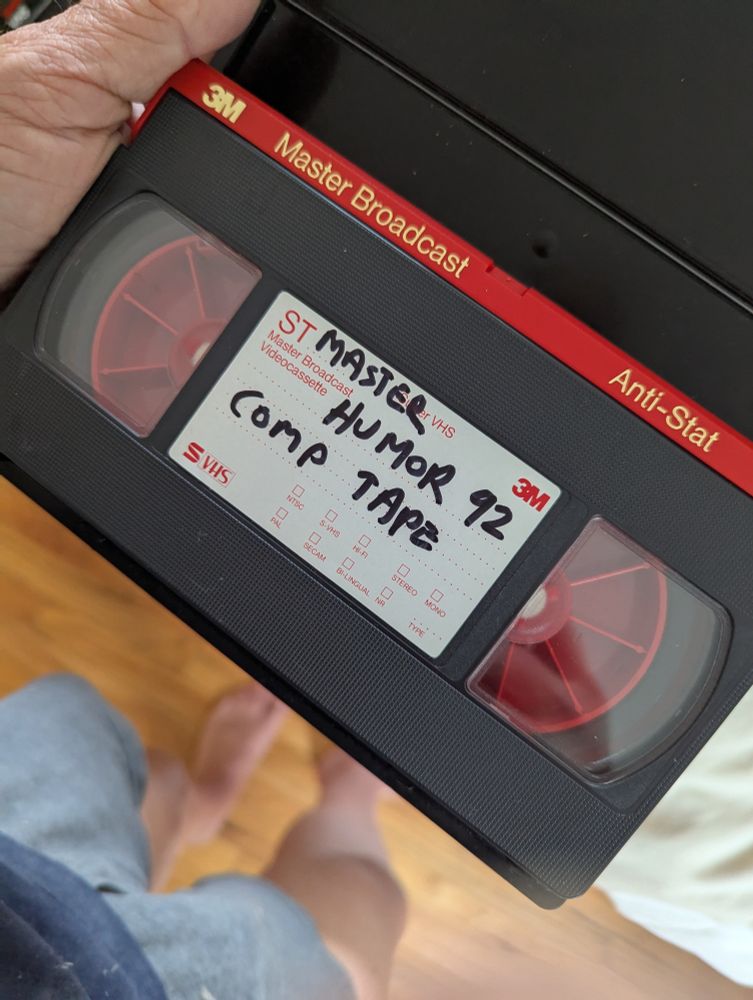 3M
Master Broadcast
Anti-Stat
ST
Master Broadcast
Videocassette
VHS
MASTER
HUMOR 92
COMP TAPE
S VHS
3M
NTSC
S-VHS
HI-FI
STEREO
MONO
PAL
SECAM
BI-LINGUAL
NR
TYPE